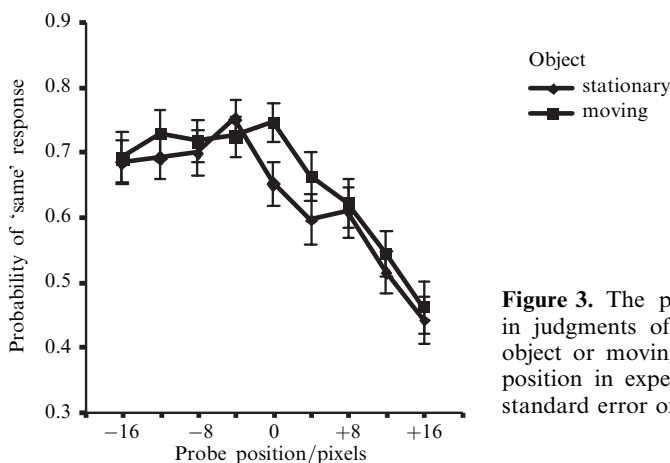 0.9
0.8
0.7
0.6
0.5
0.4
0.3
Probability of ‘same’ response
−16
−8
0
+8
+16
Probe position/pixels
Object
stationary
moving
Figure 3. The p
in judgments of
object or moving
position in expe
standard error o